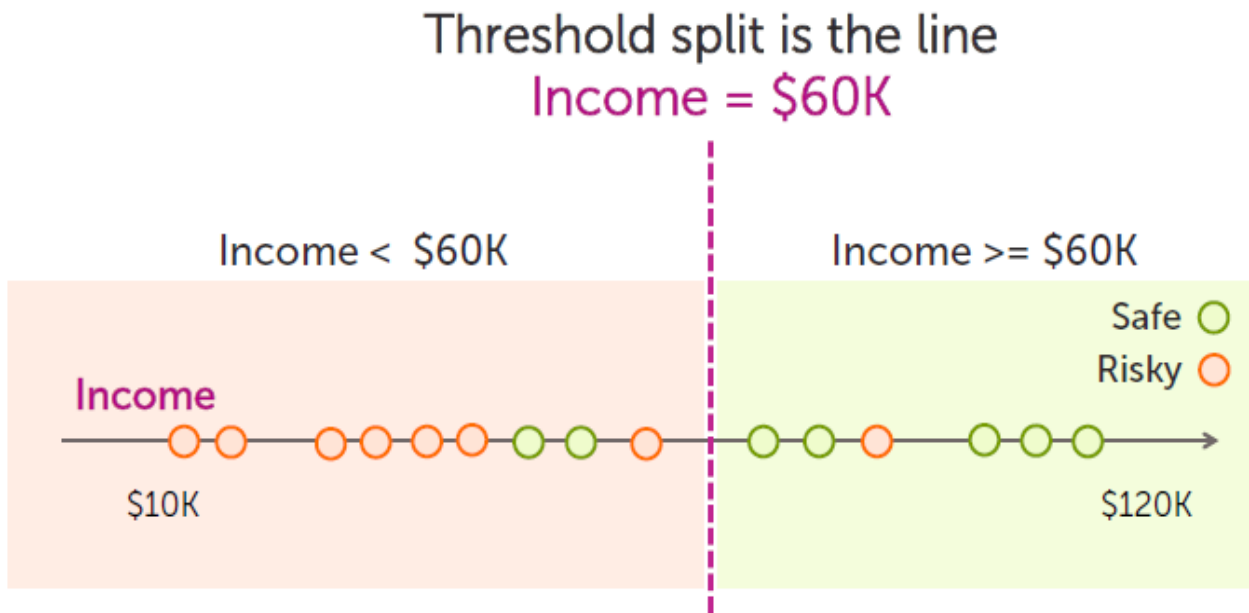 Threshold split is the line
Income = $60K
Income < $60K
Income >= $60K
Safe
Risky
Income
$10K
$120K